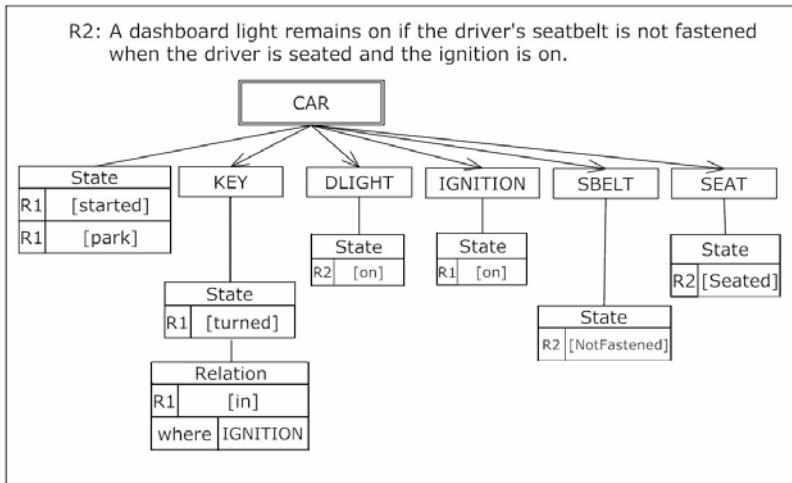 R2: A dashboard light remains on if the driver's seatbelt is not fastened
when the driver is seated and the ignition is on.
CAR
State
R1 [started]
R1 [park]
KEY
DLIGHT
IGNITION
SBELT
SEAT
State
R2 [on]
State
R1 [on]
State
R2 [Seated]
State
R1 [turned]
State
R2 [NotFastened]
Relation
R1 [in]
where IGNITION